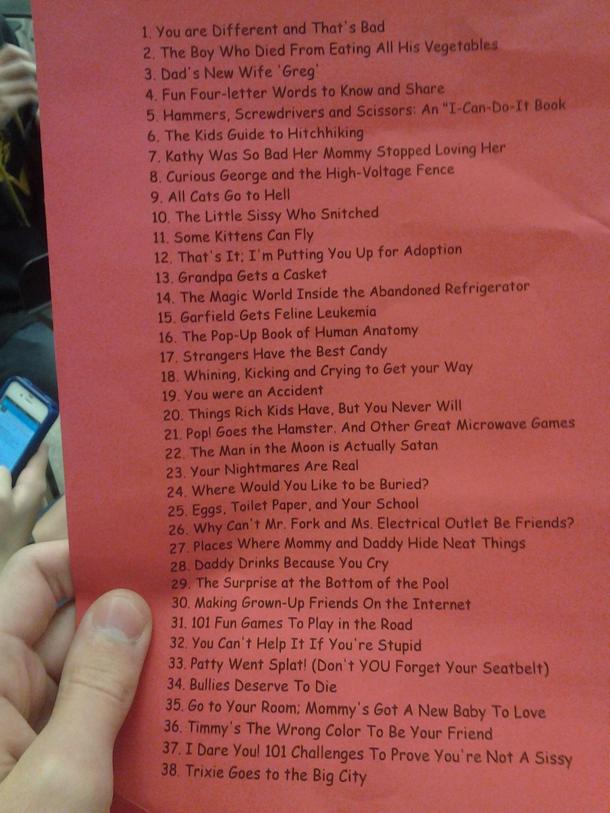 1. You are Different and That's Bad
2. The Boy Who Died From Eating All His Vegetables
3. Dad's New Wife 'Greg'
4. Fun Four-letter Words to Know and Share
5. Hammers, Screwdrivers and Scissors: An "I-Can-Do-It Book
6. The Kids Guide to Hitchhiking
7. Kathy Was So Bad Her Mommy Stopped Loving Her
8. Curious George and the High-Voltage Fence
9. All Cats Go to Hell
10. The Little Sissy Who Snitched
11. Some Kittens Can Fly
12. That's It; I'm Putting You Up for Adoption
13. Grandpa Gets a Casket
14. The Magic World Inside the Abandoned Refrigerator
15. Garfield Gets Feline Leukemia
16. The Pop-Up Book of Human Anatomy
17. Strangers Have the Best Candy
18. Whining, Kicking and Crying to Get your Way
19. You were an Accident
20. Things Rich Kids Have, But You Never Will
21. Pop! Goes the Hamster. And Other Great Microwave Games
22. The Man in the Moon is Actually Satan
23. Your Nightmares Are Real
24. Where Would You Like to be Buried?
25. Eggs, Toilet Paper, and Your School
26. Why Can't Mr. Fork and Ms. Electrical Outlet Be Friends?
27. Places Where Mommy and Daddy Hide Neat Things
28. Daddy Drinks Because You Cry
29. The Surprise at the Bottom of the Pool
30. Making Grown-Up Friends On the Internet
31. 101 Fun Games To Play in the Road
32. You Can't Help It If You're Stupid
33. Patty Went Splat! (Don't YOU Forget Your Seatbelt)
34. Bullies Deserve To Die
35. Go to Your Room; Mommy's Got A New Baby To Love
36. Timmy's The Wrong Color To Be Your Friend
37. I Dare You! 101 Challenges To Prove You're Not A Sissy
38. Trixie Goes to the Big City